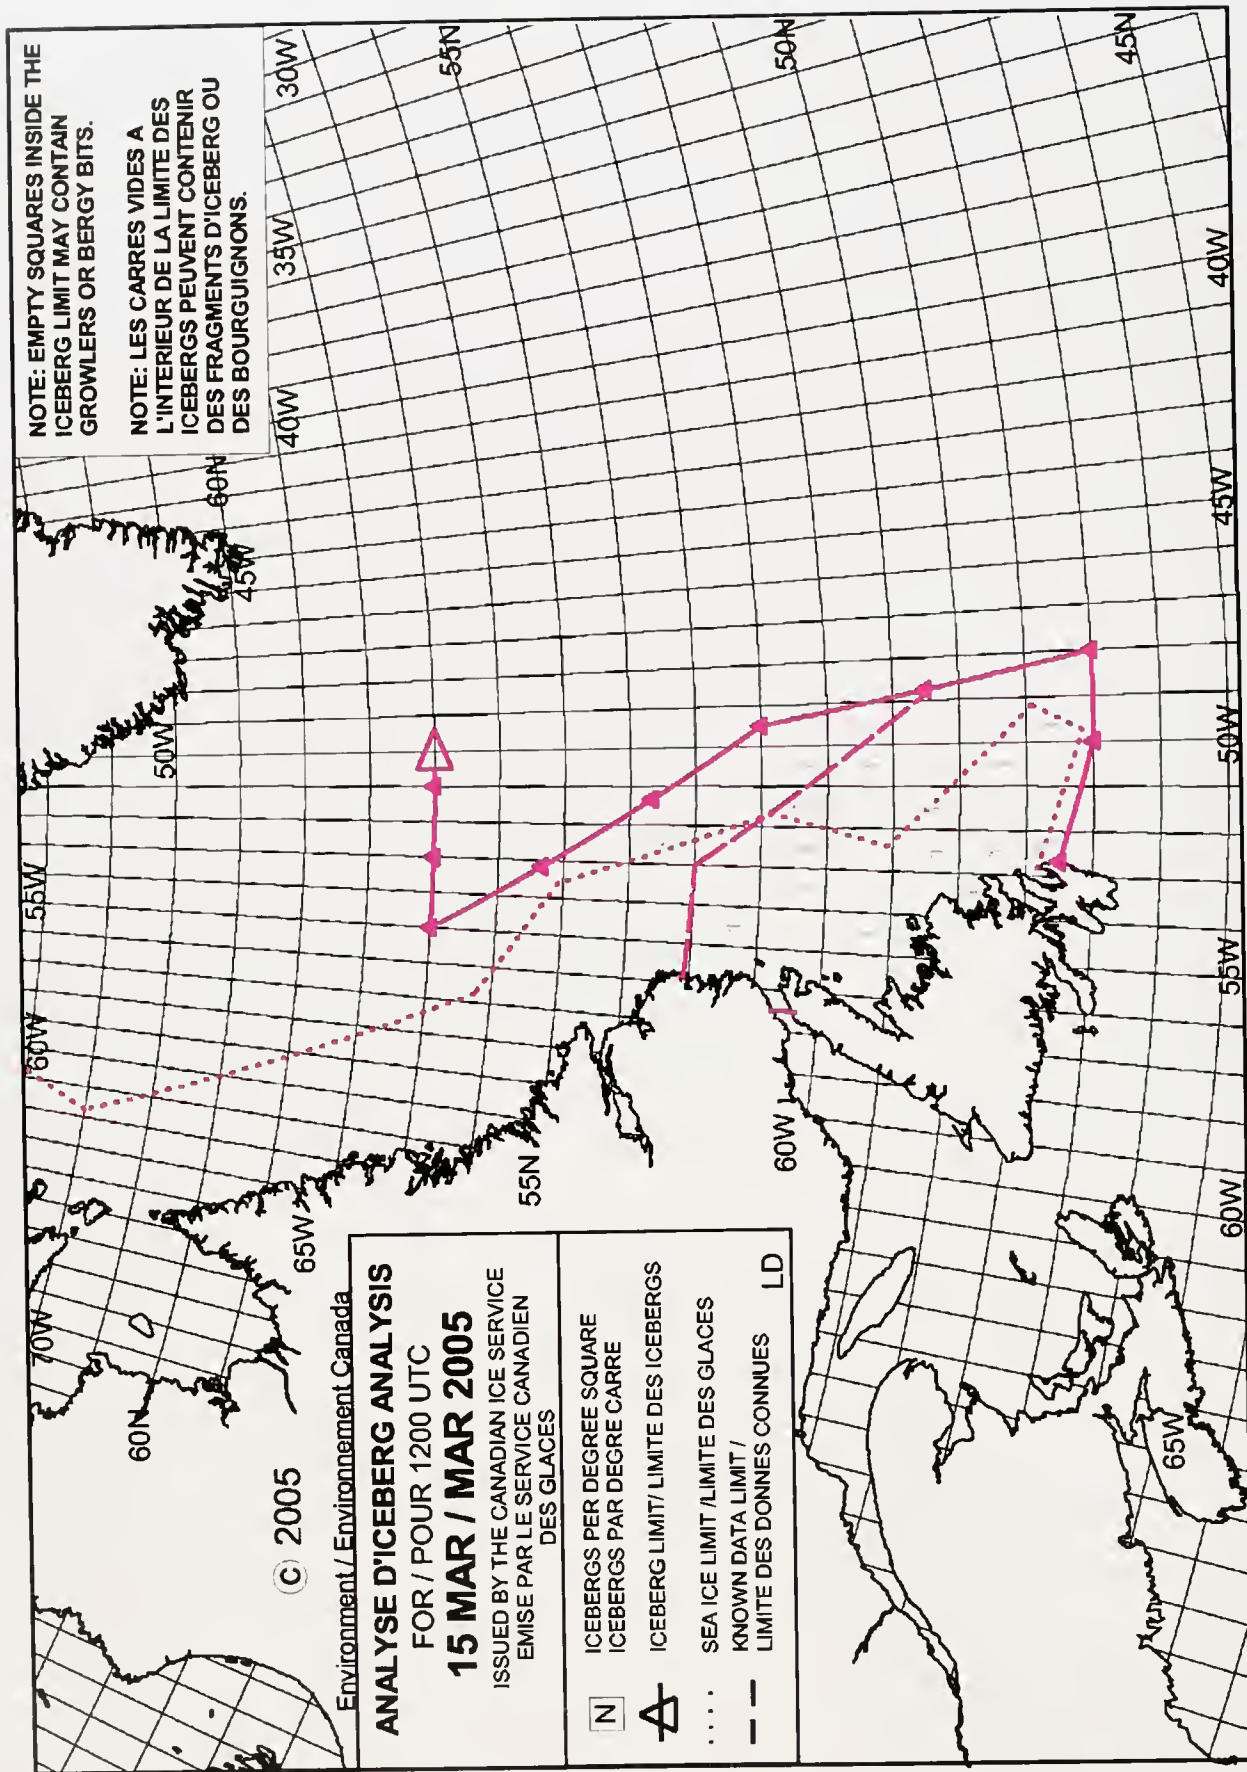 NOTE: EMPTY SQUARES INSIDE THE
ICEBERG LIMIT MAY CONTAIN
GROWLERS OR BERGY BITS.
NOTE: LES CARRES VIDES A
L'INTERIEUR DE LA LIMITE DES
ICEBERGS PEUVENT CONTENIR
DES FRAGMENTS D'ICEBERG OU
DES BOURGUIGNONS.
30W
35W
40W
55N
50N
45N
40W
45W
50W
55W
60W
65W
60N
45W
50W
55W
60W
70W
65W
60N
55N
60W
© 2005
Environment / Environnement Canada
ANALYSE D'ICEBERG ANALYSIS
FOR / POUR 1200 UTC
15 MAR / MAR 2005
ISSUED BY THE CANADIAN ICE SERVICE
EMISE PAR LE SERVICE CANADIEN
DES GLACES
N
ICEBERGS PER DEGREE SQUARE
ICEBERGS PAR DEGRE CARRE
ICEBERG LIMIT/ LIMITE DES ICEBERGS
SEA ICE LIMIT /LIMITE DES GLACES
KNOWN DATA LIMIT /
LIMITE DES DONNES CONNUES
LD